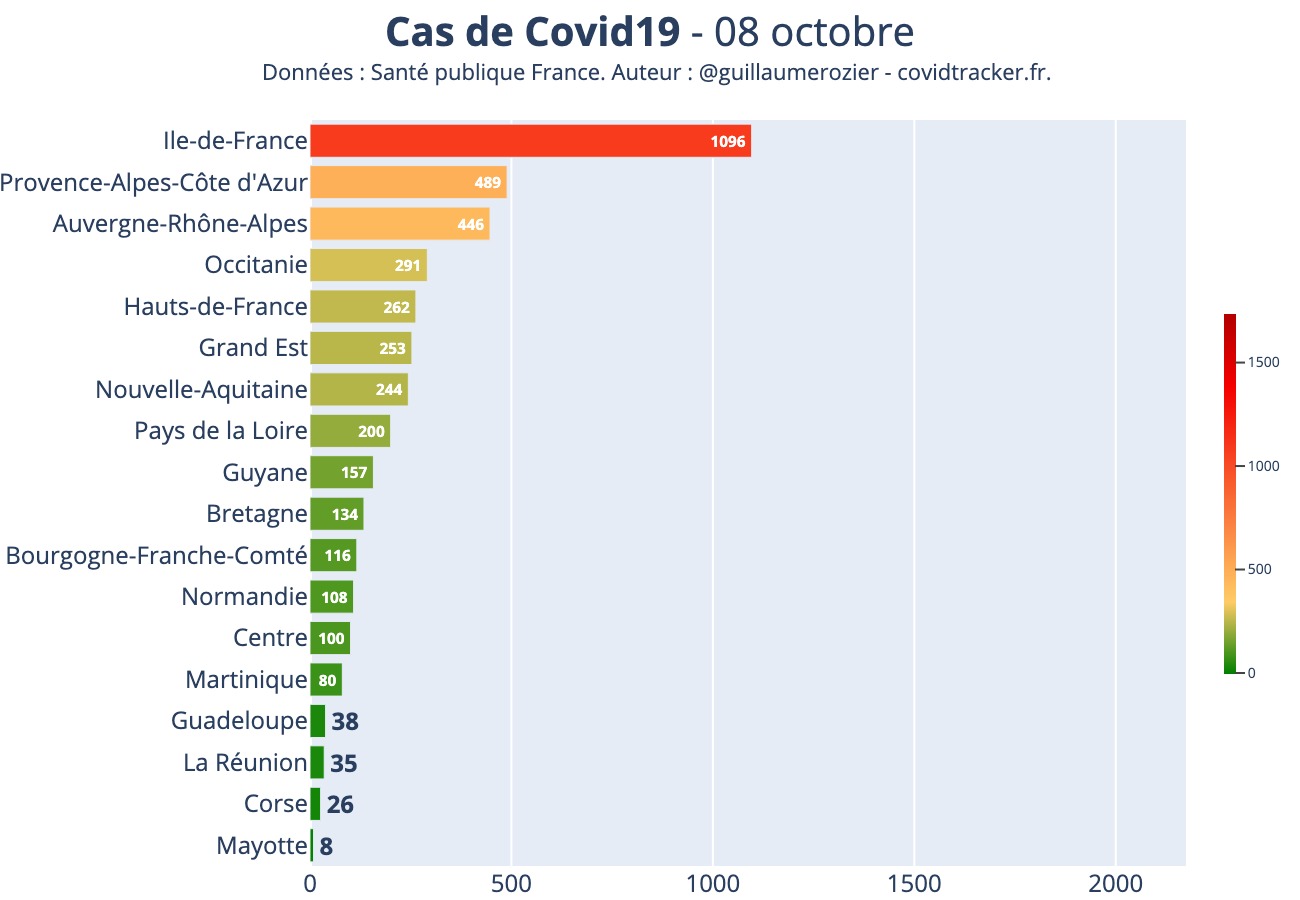 Cas de Covid19 - 08 octobre
Données : Santé publique France. Auteur : @guillaumerozier - covidtracker.fr.
Ile-de-France 1096
Provence-Alpes-Côte d'Azur 489
Auvergne-Rhône-Alpes 446
Occitanie 291
Hauts-de-France 262
Grand Est 253
Nouvelle-Aquitaine 244
Pays de la Loire 200
Guyane 157
Bretagne 134
Bourgogne-Franche-Comté 116
Normandie 108
Centre 100
Martinique 80
Guadeloupe 38
La Réunion 35
Corse 26
Mayotte 8
0 500 1000 1500 2000
1500
1000
500
0